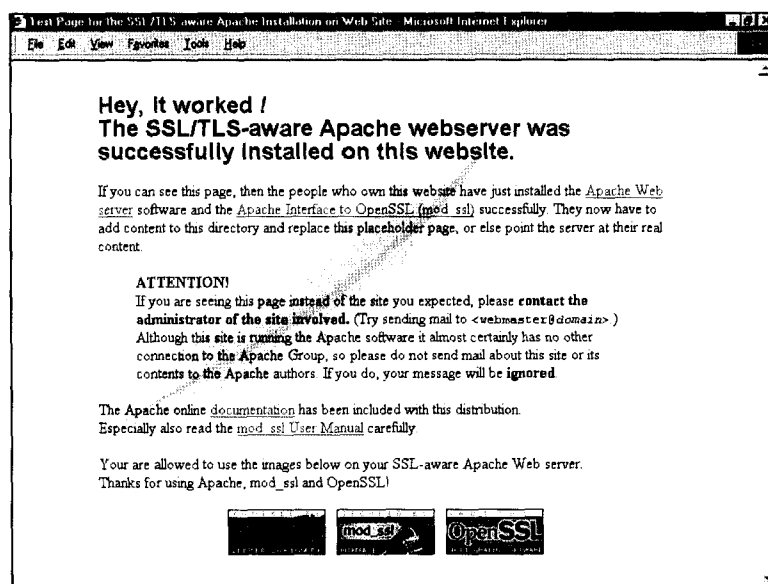 Test Page for the SSL/TLS-aware Apache Installation on Web Site - Microsoft Internet Explorer
File Edit View Favorites Tools Help
Hey, it worked !
The SSL/TLS-aware Apache webserver was
successfully installed on this website.
If you can see this page, then the people who own this website have just installed the Apache Web
server software and the Apache Interface to OpenSSL (mod_ssl) successfully. They now have to
add content to this directory and replace this placeholder page, or else point the server at their real
content.
ATTENTION!
If you are seeing this page instead of the site you expected, please contact the
administrator of the site involved. (Try sending mail to <webmaster@domain>.)
Although this site is running the Apache software it almost certainly has no other
connection to the Apache Group, so please do not send mail about this site or its
contents to the Apache authors. If you do, your message will be ignored.
The Apache online documentation has been included with this distribution.
Especially also read the mod_ssl User Manual carefully.
Your are allowed to use the images below on your SSL-aware Apache Web server.
Thanks for using Apache, mod_ssl and OpenSSL!
mod_ssl OpenSSL